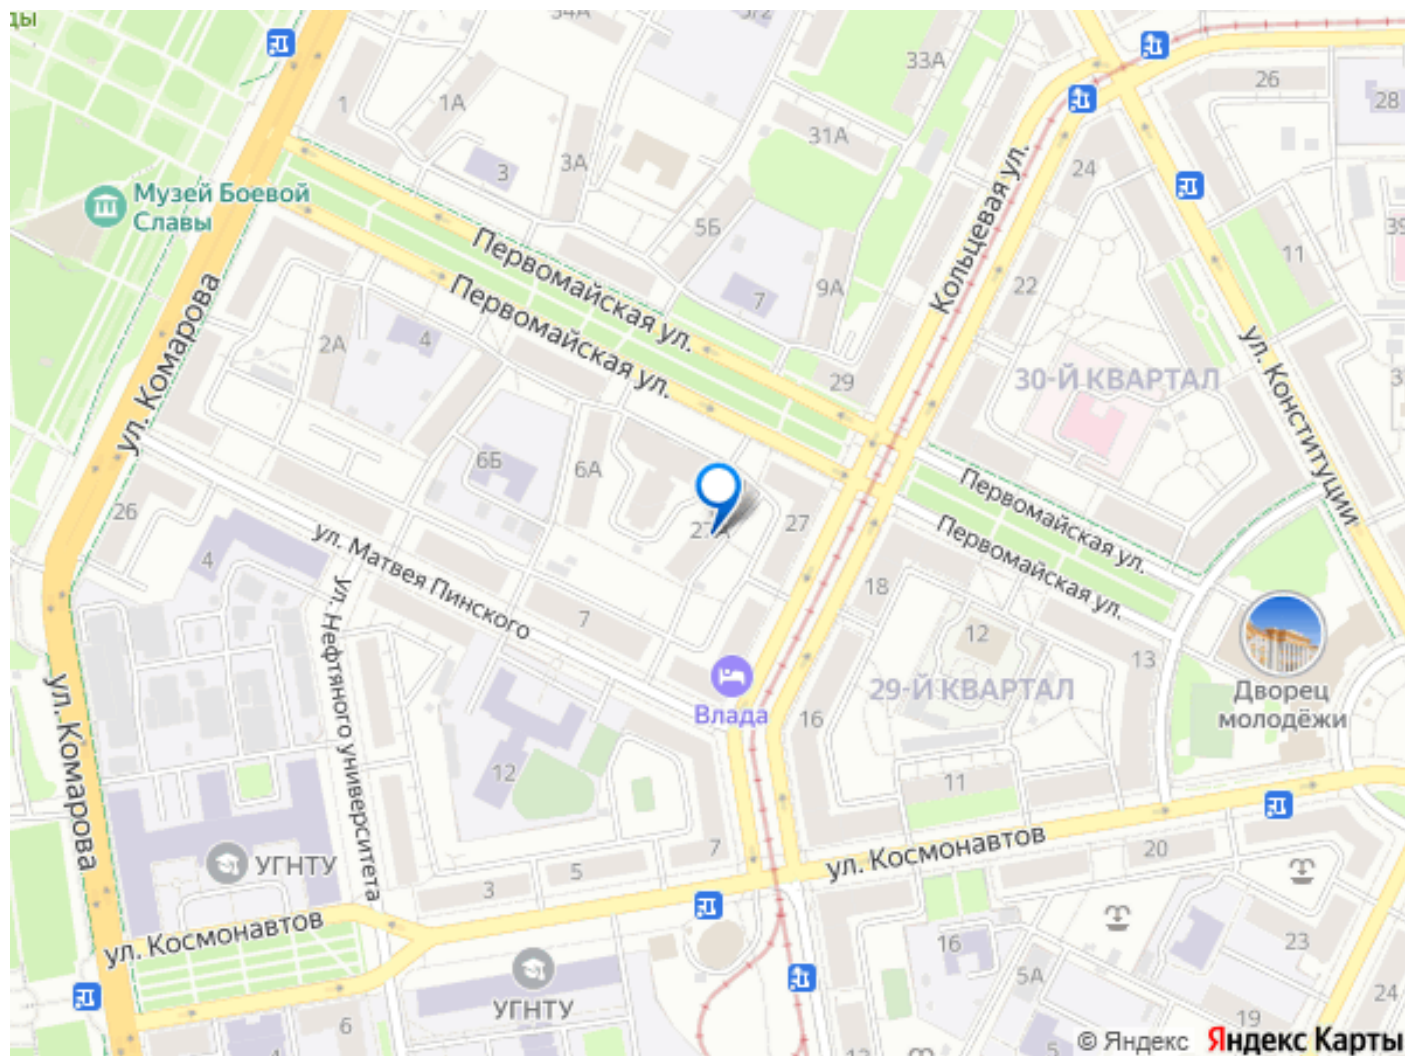 34А
33А
26
28
1
1А
31А
3А
3
24
Музей Боевой
Славы
5Б
11
Кольцевая ул.
Первомайская ул.
Первомайская ул.
7
9А
22
ул. Комарова
2А
4
29
30-Й КВАРТАЛ
ул. Конституции
6Б
6А
26
27А
27
Первомайская ул.
Первомайская ул.
4
ул. Матвея Пинского
7
18
12
13
ул. Нефтяного университета
29-Й КВАРТАЛ
Дворец
молодёжи
Влада
16
ул. Комарова
12
11
7
УГНТУ
5
3
ул. Космонавтов
20
ул. Космонавтов
16
23
УГНТУ
5А
24
6
19
5
© Яндекс
Яндекс Карты